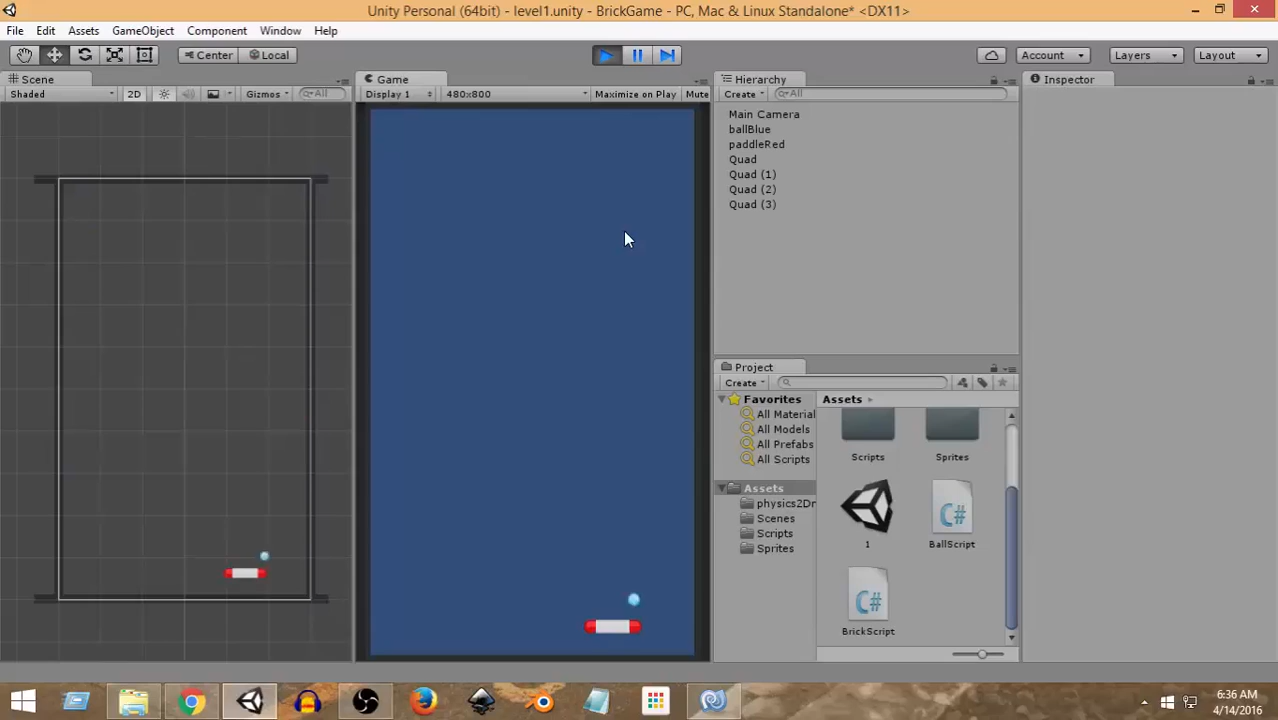 Unity Personal (64bit) - level1.unity - BrickGame - PC, Mac & Linux Standalone* <DX11>
File Edit Assets GameObject Component Window Help
Center Local Account Layers Layout
Scene Game Hierarchy Inspector
Shaded 2D Gizmos All Display 1 480x800 Maximize on Play Mute Create All
Main Camera
ballBlue
paddleRed
Quad
Quad (1)
Quad (2)
Quad (3)
Project
Create
Favorites Assets
All Material
All Models
All Prefabs
All Scripts Scripts Sprites
Assets
physics2Dr
Scenes
Scripts 1 BallScript
Sprites
C#
C#
BrickScript
6:36 AM
4/14/2016